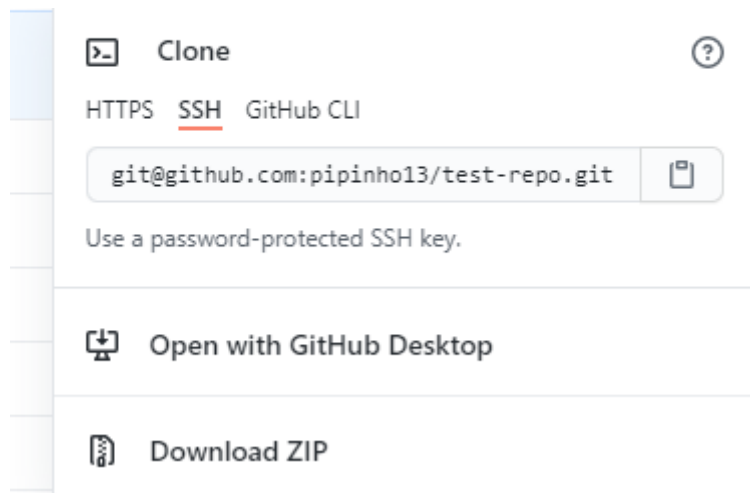 Clone
HTTPS SSH GitHub CLI
git@github.com:pipinho13/test-repo.git
Use a password-protected SSH key.
Open with GitHub Desktop
Download ZIP